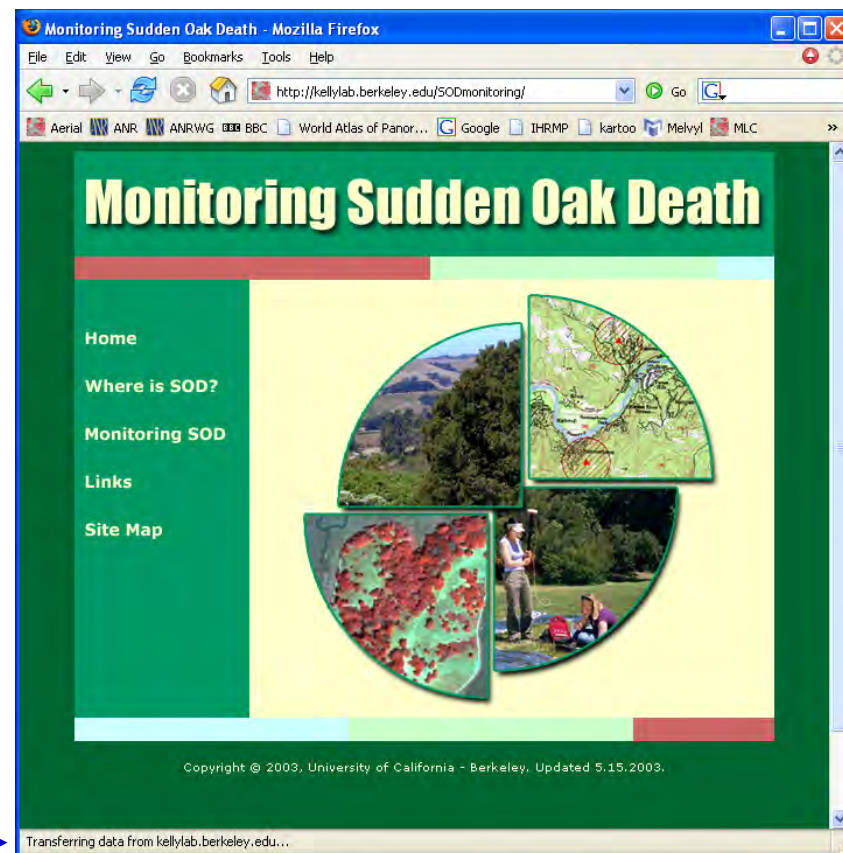 Monitoring Sudden Oak Death - Mozilla Firefox
File Edit View Go Bookmarks Tools Help
http://kellylab.berkeley.edu/SODmonitoring/ Go G
Aerial ANR ANRWG BBC BBC World Atlas of Panor... G Google IHRMP kartoo Melvyl MLC »
Monitoring Sudden Oak Death
Home
Where is SOD?
Monitoring SOD
Links
Site Map
Copyright © 2003, University of California - Berkeley. Updated 5.15.2003.
Transferring data from kellylab.berkeley.edu...